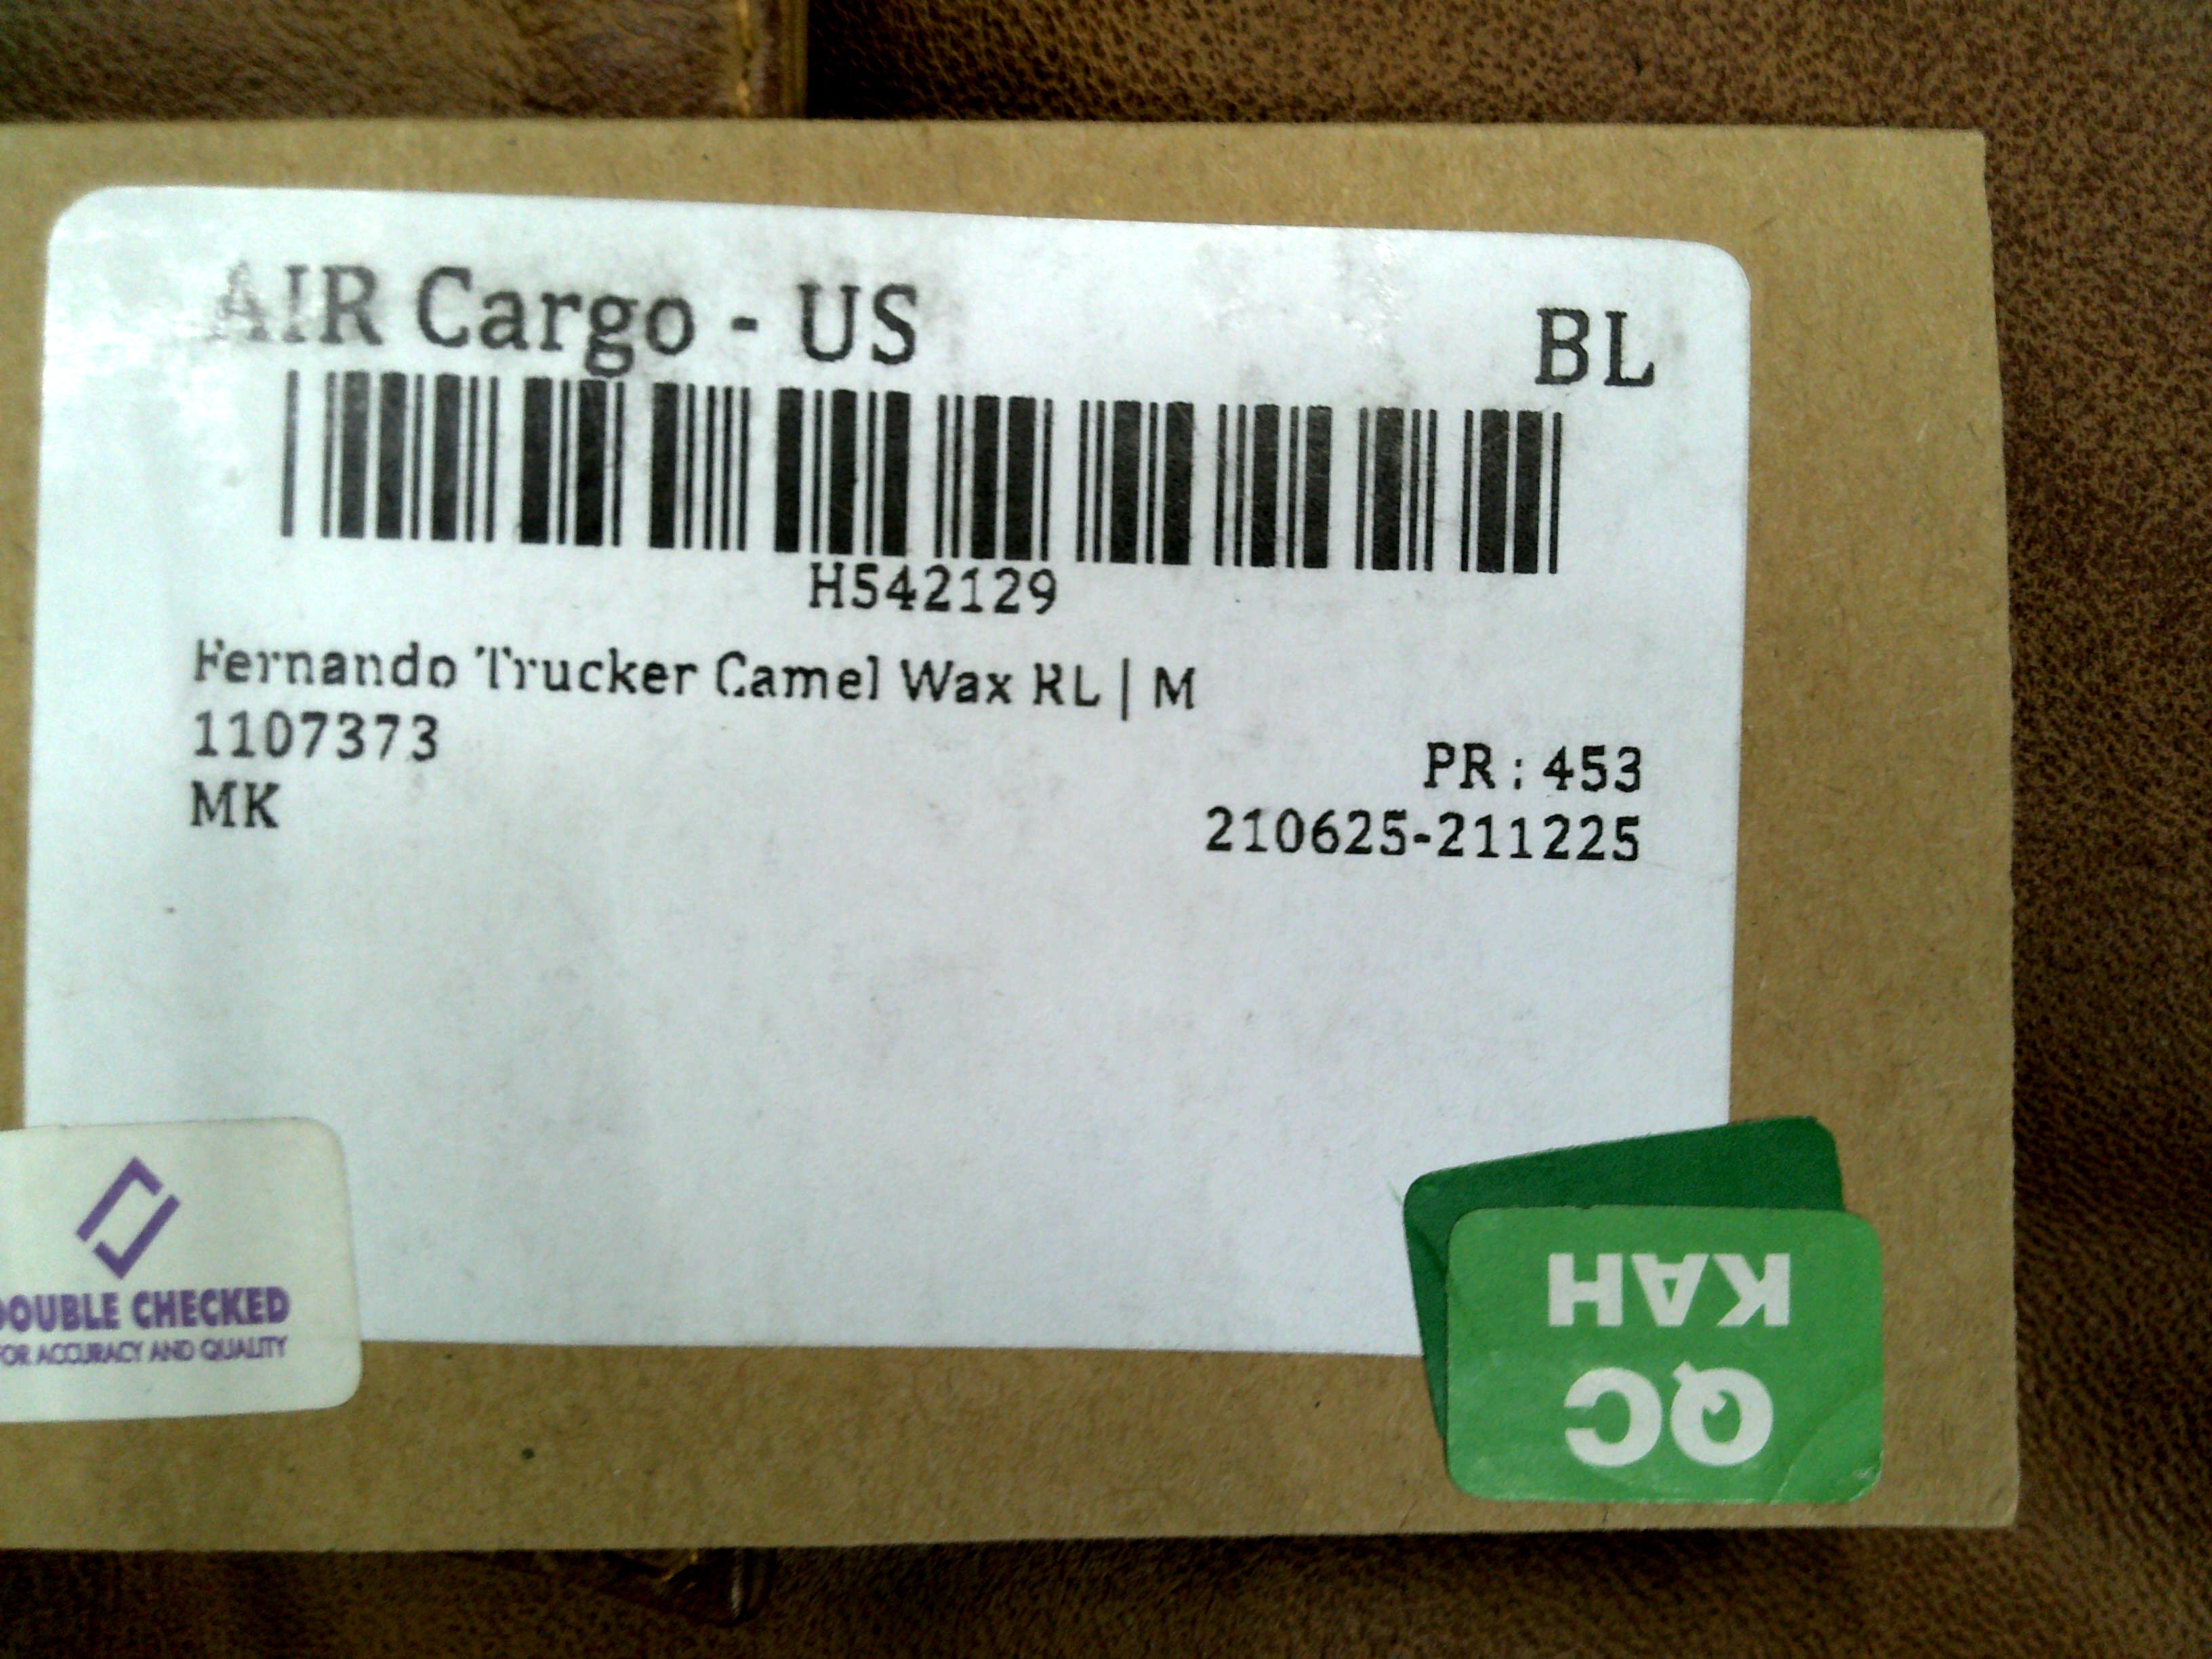 AIR Cargo - US
BL
H542129
Fernando Trucker Camel Wax RL | M
1107373
PR : 453
MK
210625-211225
DOUBLE CHECKED
FOR ACCURACY AND QUALITY
QC
KAH